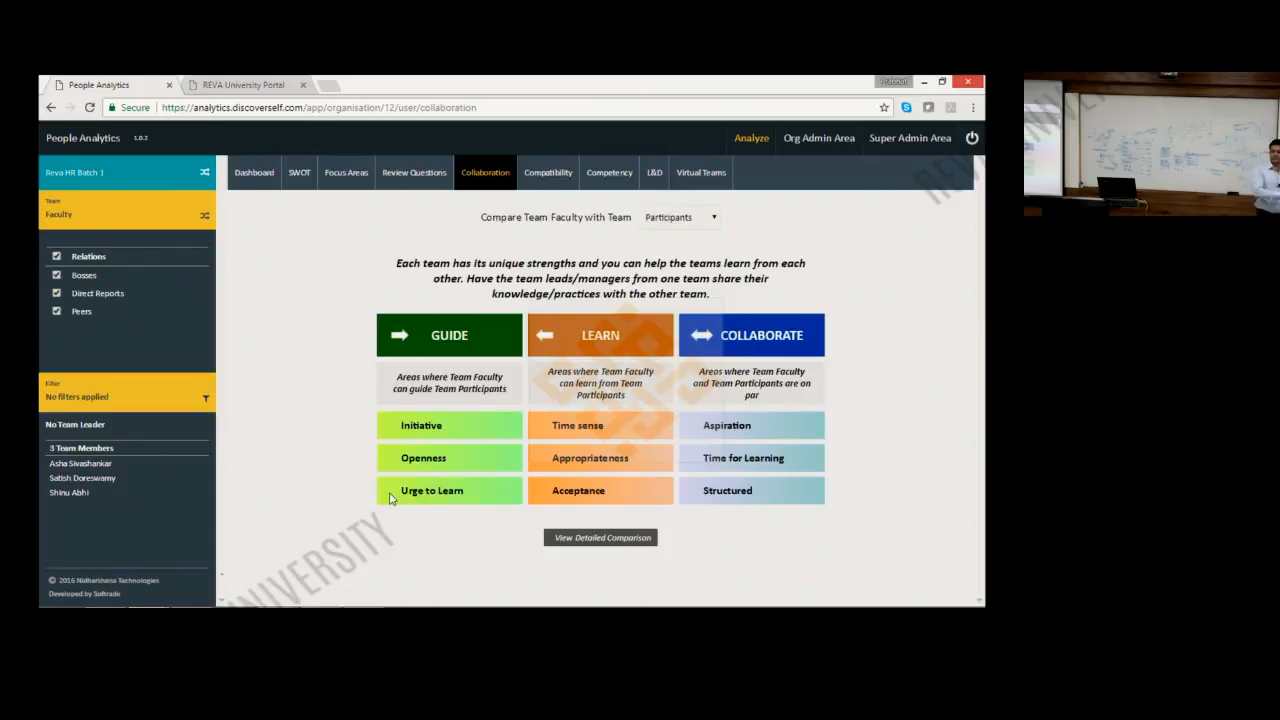 People Analytics
REVA University Portal
Secure
https://analytics.discoverself.com/app/organisation/12/user/collaboration
People Analytics 1.0.2
Analyze
Org Admin Area
Super Admin Area
Reva HR Batch 1
Dashboard
SWOT
Focus Areas
Review Questions
Collaboration
Compatibility
Competency
L&D
Virtual Teams
Team
Faculty
Relations
Bosses
Direct Reports
Peers
Filter
No filters applied
No Team Leader
3 Team Members
Asha Sivashankar
Satish Doreswamy
Shinu Abhi
© 2016 Nidharshana Technologies
Developed by Softrade
Compare Team Faculty with Team Participants
Each team has its unique strengths and you can help the teams learn from each
other. Have the team leads/managers from one team share their
knowledge/practices with the other team.
GUIDE
LEARN
COLLABORATE
Areas where Team Faculty
can guide Team Participants
Areas where Team Faculty
can learn from Team
Participants
Areas where Team Faculty
and Team Participants are on
par
Initiative
Time sense
Aspiration
Openness
Appropriateness
Time for Learning
Urge to Learn
Acceptance
Structured
View Detailed Comparison
UNIVERSITY